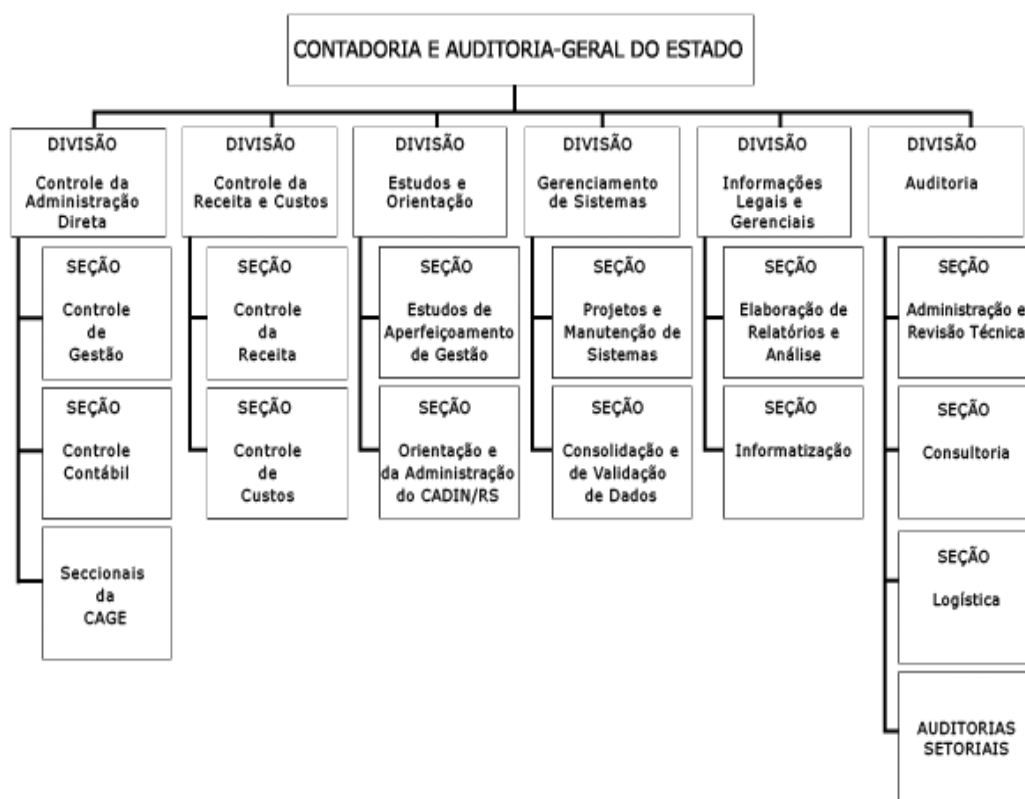 CONTADORIA E AUDITORIA-GERAL DO ESTADO
DIVISÃO
Controle da
Administração
Direta
SEÇÃO
Controle
de
Gestão
SEÇÃO
Controle
Contábil
Seccionais
da
CAGE
DIVISÃO
Controle da
Receita e Custos
SEÇÃO
Controle
da
Receita
SEÇÃO
Controle
de
Custos
DIVISÃO
Estudos e
Orientação
SEÇÃO
Estudos de
Aperfeiçoamento
de Gestão
SEÇÃO
Orientação e
da Administração
do CADIN/RS
DIVISÃO
Gerenciamento
de Sistemas
SEÇÃO
Projetos e
Manutenção de
Sistemas
SEÇÃO
Consolidação e
de Validação
de Dados
DIVISÃO
Informações
Legais e
Gerenciais
SEÇÃO
Elaboração de
Relatórios e
Análise
SEÇÃO
Informatização
DIVISÃO
Auditoria
SEÇÃO
Administração e
Revisão Técnica
SEÇÃO
Consultoria
SEÇÃO
Logística
AUDITORIAS
SETORIAIS